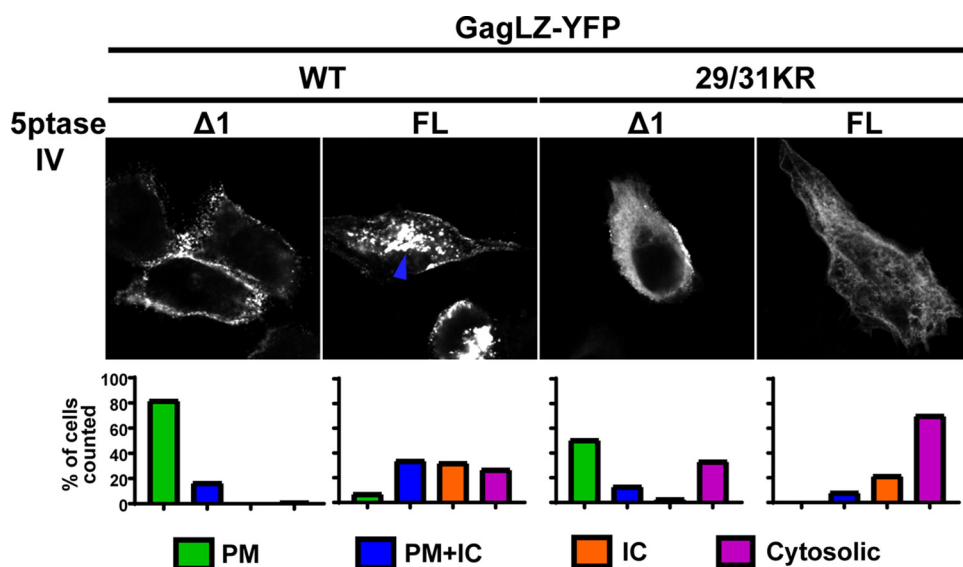 GagLZ-YFP
WT 29/31KR
5ptase IV Δ1 FL Δ1 FL
% of cells counted
100
80
60
40
20
0
PM PM+IC IC Cytosolic